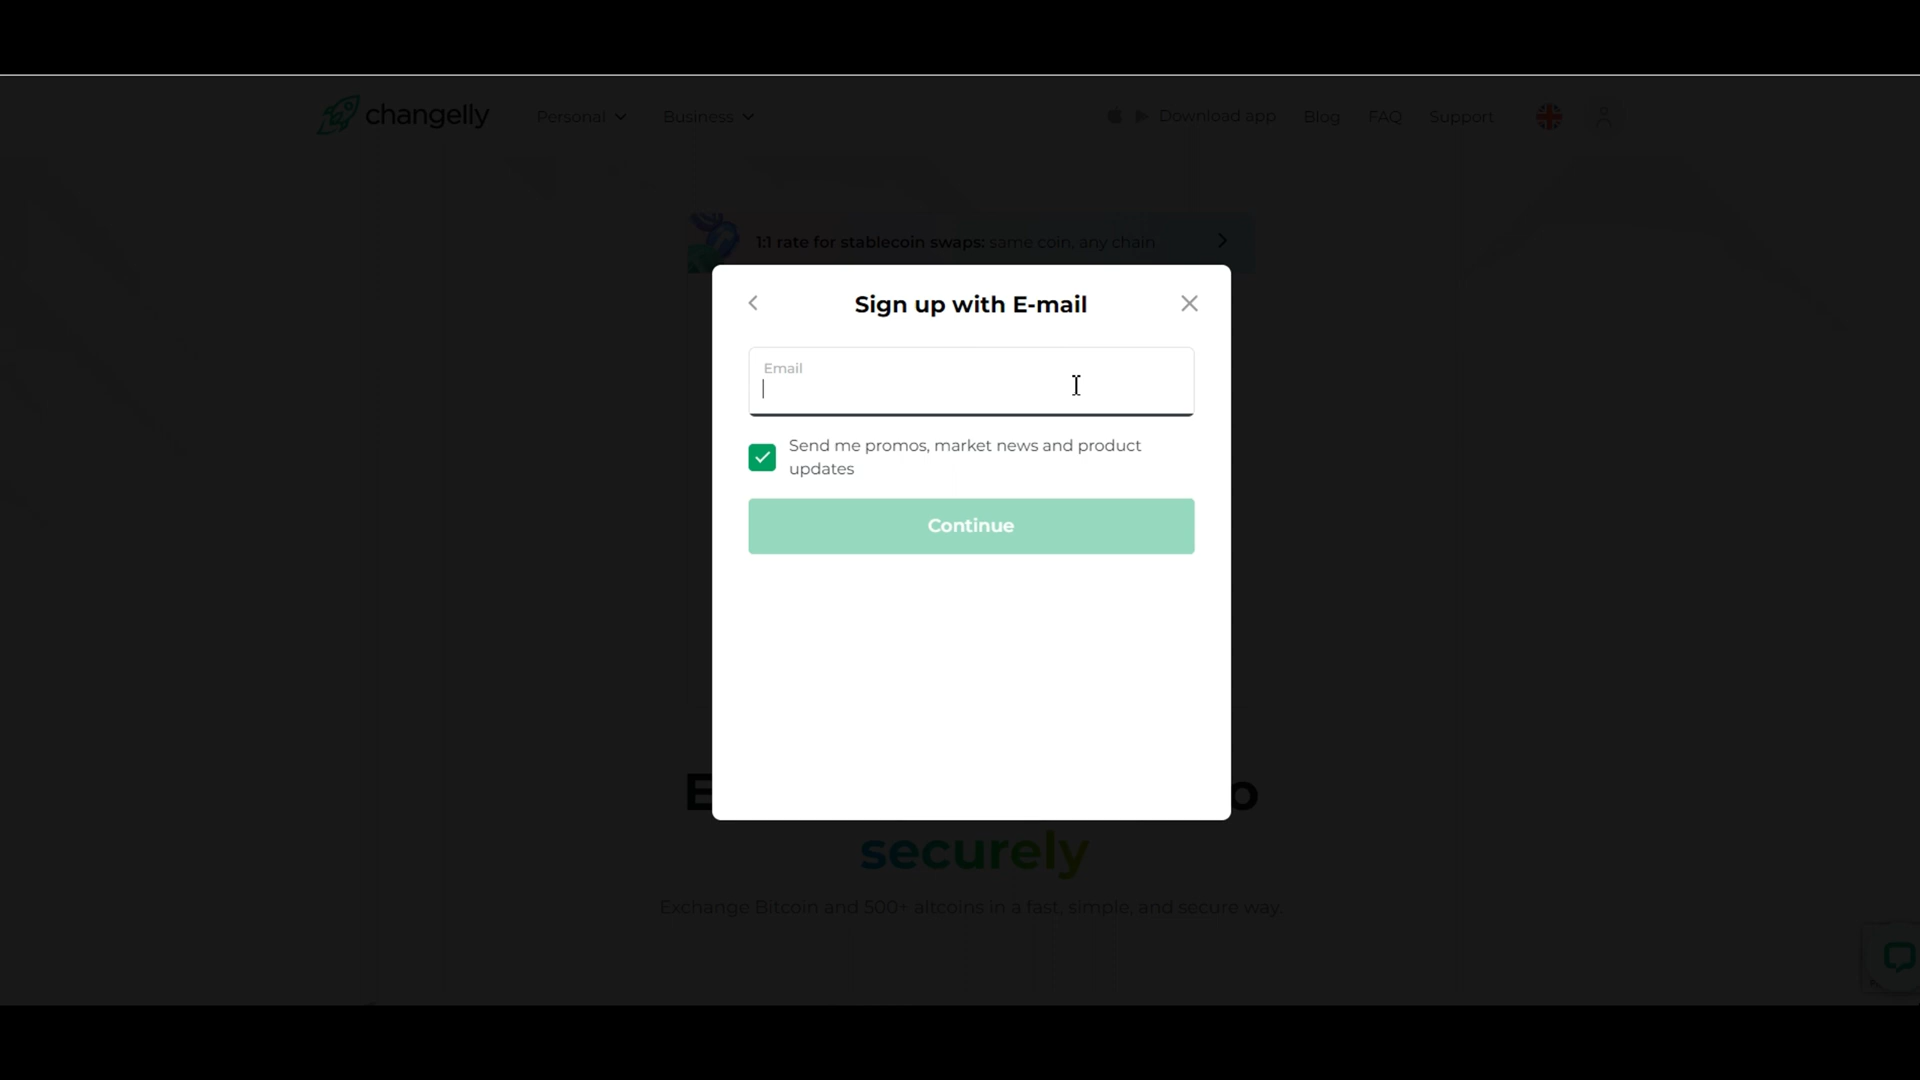 changelly
Personal
Business
Download app
Blog
FAQ
Support
1:1 rate for stablecoin swaps: same coin, any chain
Sign up with E-mail
Email
Send me promos, market news and product
updates
Continue
securely
Exchange Bitcoin and 500+ altcoins in a fast, simple, and secure way.